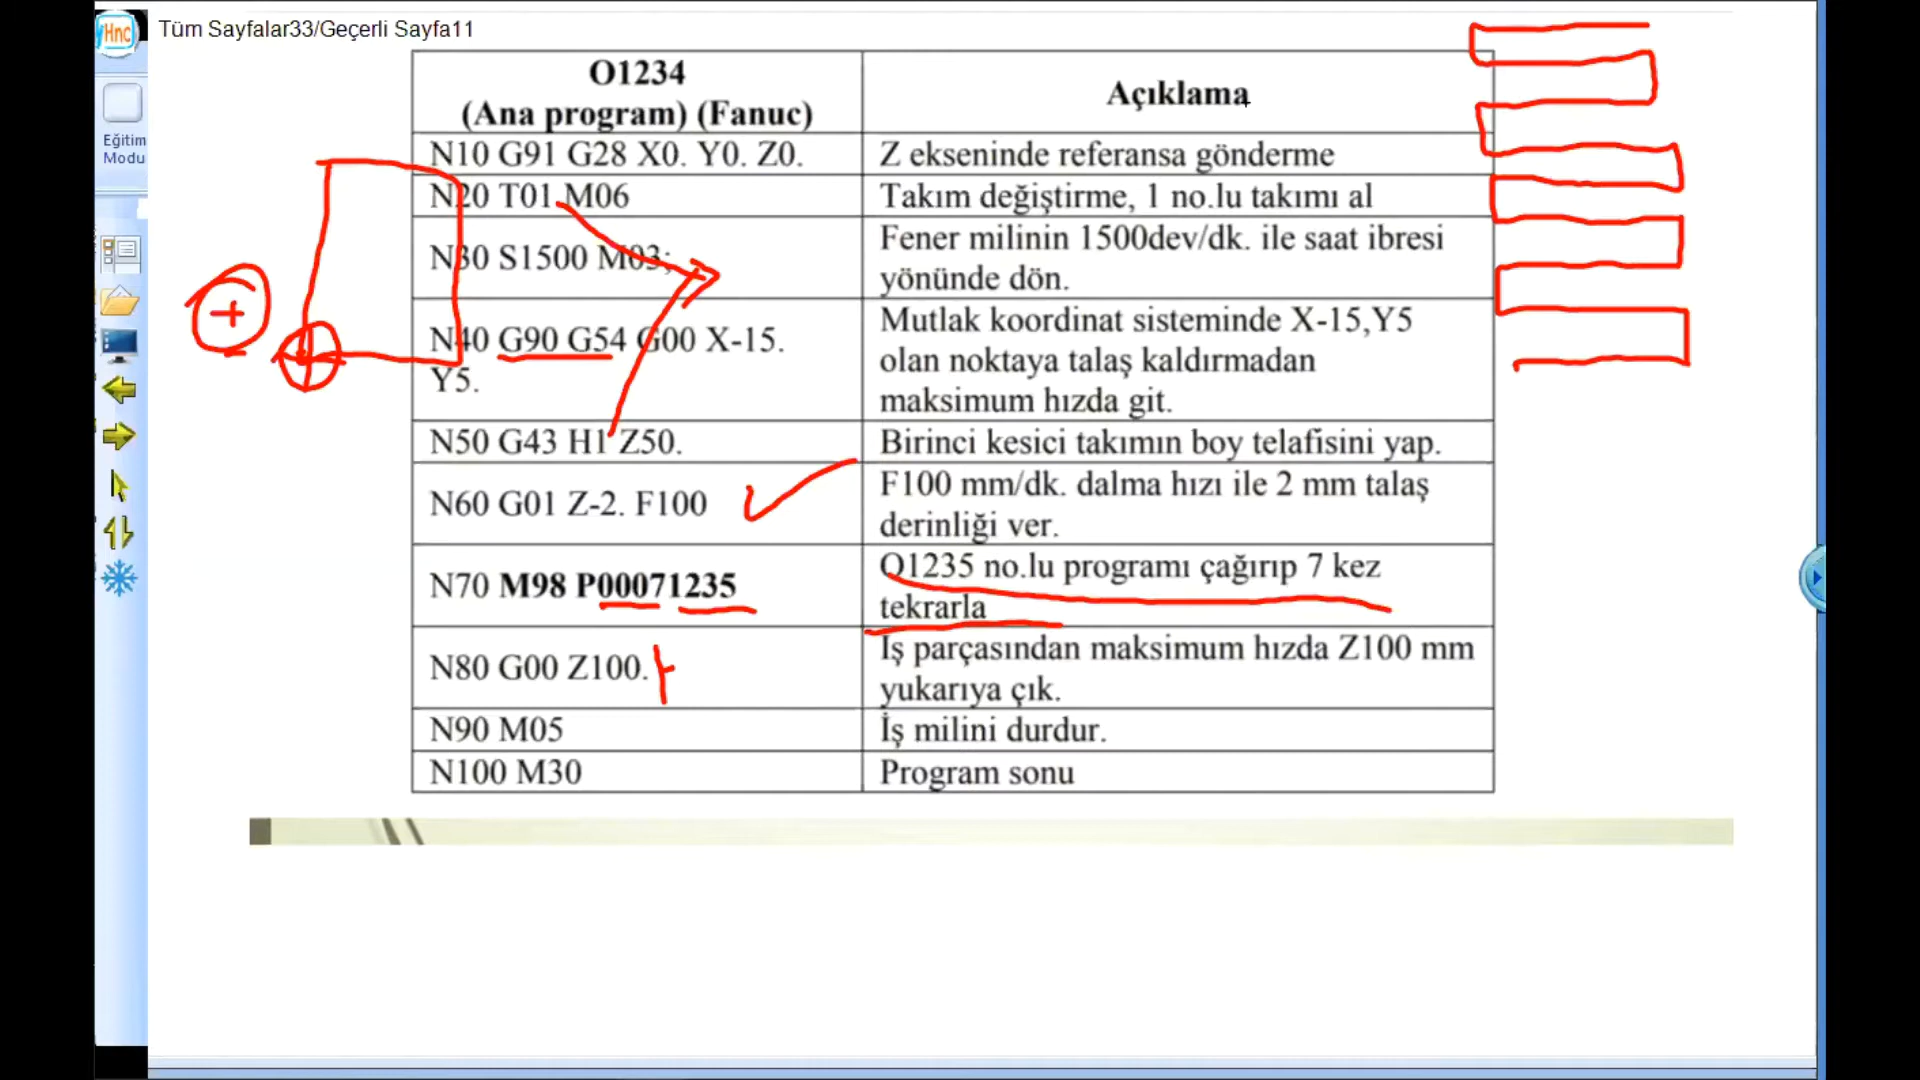 Hnc
Tüm Sayfalar33/Geçerli Sayfa11
Eğitim
Modu
O1234
(Ana program) (Fanuc)
Açıklama
N10 G91 G28 X0. Y0. Z0.
Z ekseninde referansa gönderme
N20 T01 M06
Takım değiştirme, 1 no.lu takımı al
N30 S1500 M03;
Fener milinin 1500dev/dk. ile saat ibresi
yönünde dön.
N40 G90 G54 G00 X-15.
Y5.
Mutlak koordinat sisteminde X-15,Y5
olan noktaya talaş kaldırmadan
maksimum hızda git.
N50 G43 H1 Z50.
Birinci kesici takımın boy telafisini yap.
N60 G01 Z-2. F100
F100 mm/dk. dalma hızı ile 2 mm talaş
derinliği ver.
N70 M98 P00071235
O1235 no.lu programı çağırıp 7 kez
tekrarla
N80 G00 Z100.
İş parçasından maksimum hızda Z100 mm
yukarıya çık.
N90 M05
İş milini durdur.
N100 M30
Program sonu